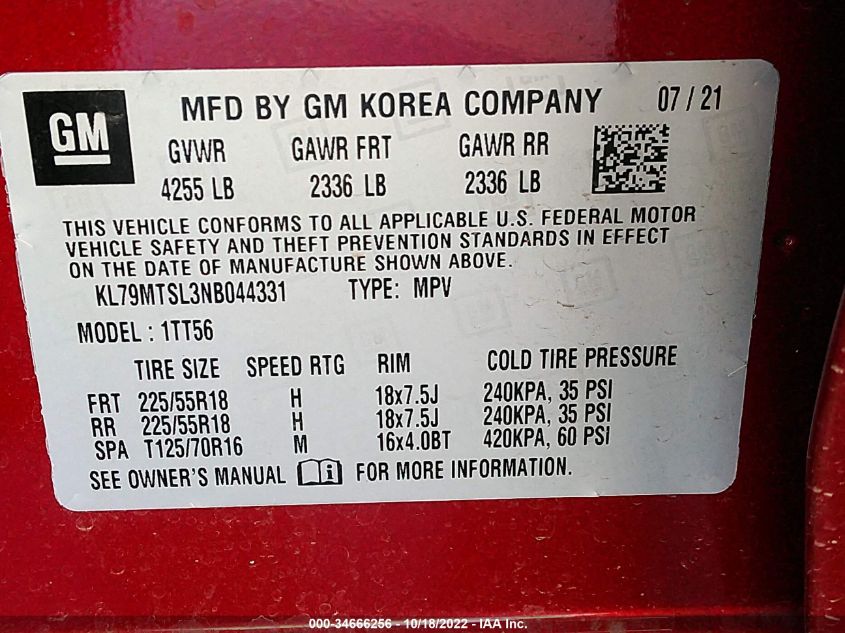 GM
MFD BY GM KOREA COMPANY 07 / 21
GVWR GAWR FRT GAWR RR
4255 LB 2336 LB 2336 LB
THIS VEHICLE CONFORMS TO ALL APPLICABLE U.S. FEDERAL MOTOR
VEHICLE SAFETY AND THEFT PREVENTION STANDARDS IN EFFECT
ON THE DATE OF MANUFACTURE SHOWN ABOVE.
KL79MTSL3NB044331 TYPE: MPV
MODEL : 1TT56
TIRE SIZE SPEED RTG RIM COLD TIRE PRESSURE
FRT 225/55R18 H 18x7.5J 240KPA, 35 PSI
RR 225/55R18 H 18x7.5J 240KPA, 35 PSI
SPA T125/70R16 M 16x4.0BT 420KPA, 60 PSI
SEE OWNER'S MANUAL i FOR MORE INFORMATION.
000-34666256 - 10/18/2022 - IAA Inc.